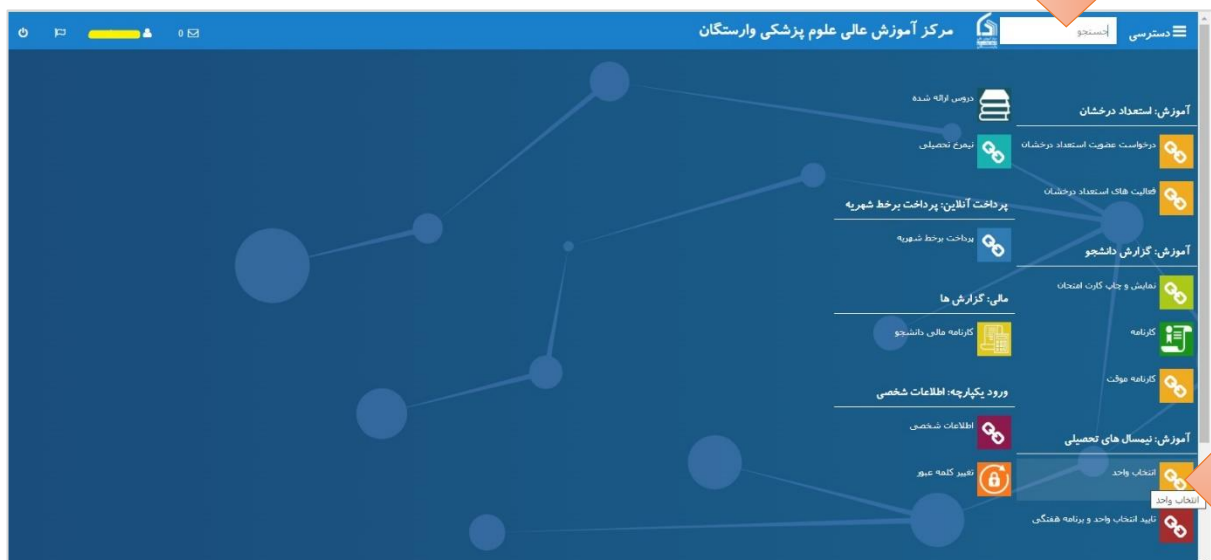 دسترسی
جستجو
مرکز آموزش عالی علوم پزشکی وارستگان
0
آموزش: استعداد درخشان
درخواست عضویت استعداد درخشان
فعالیت های استعداد درخشان
آموزش: گزارش دانشجو
نمایش و چاپ کارت امتحان
کارنامه
کارنامه موقت
آموزش: نیمسال های تحصیلی
انتخاب واحد
انتخاب واحد
تایید انتخاب واحد و برنامه هفتگی
دروس ارائه شده
نیمرخ تحصیلی
پرداخت آنلاین: پرداخت برخط شهریه
پرداخت برخط شهریه
مالی: گزارش ها
کارنامه مالی دانشجو
ورود یکپارچه: اطلاعات شخصی
اطلاعات شخصی
تغییر کلمه عبور